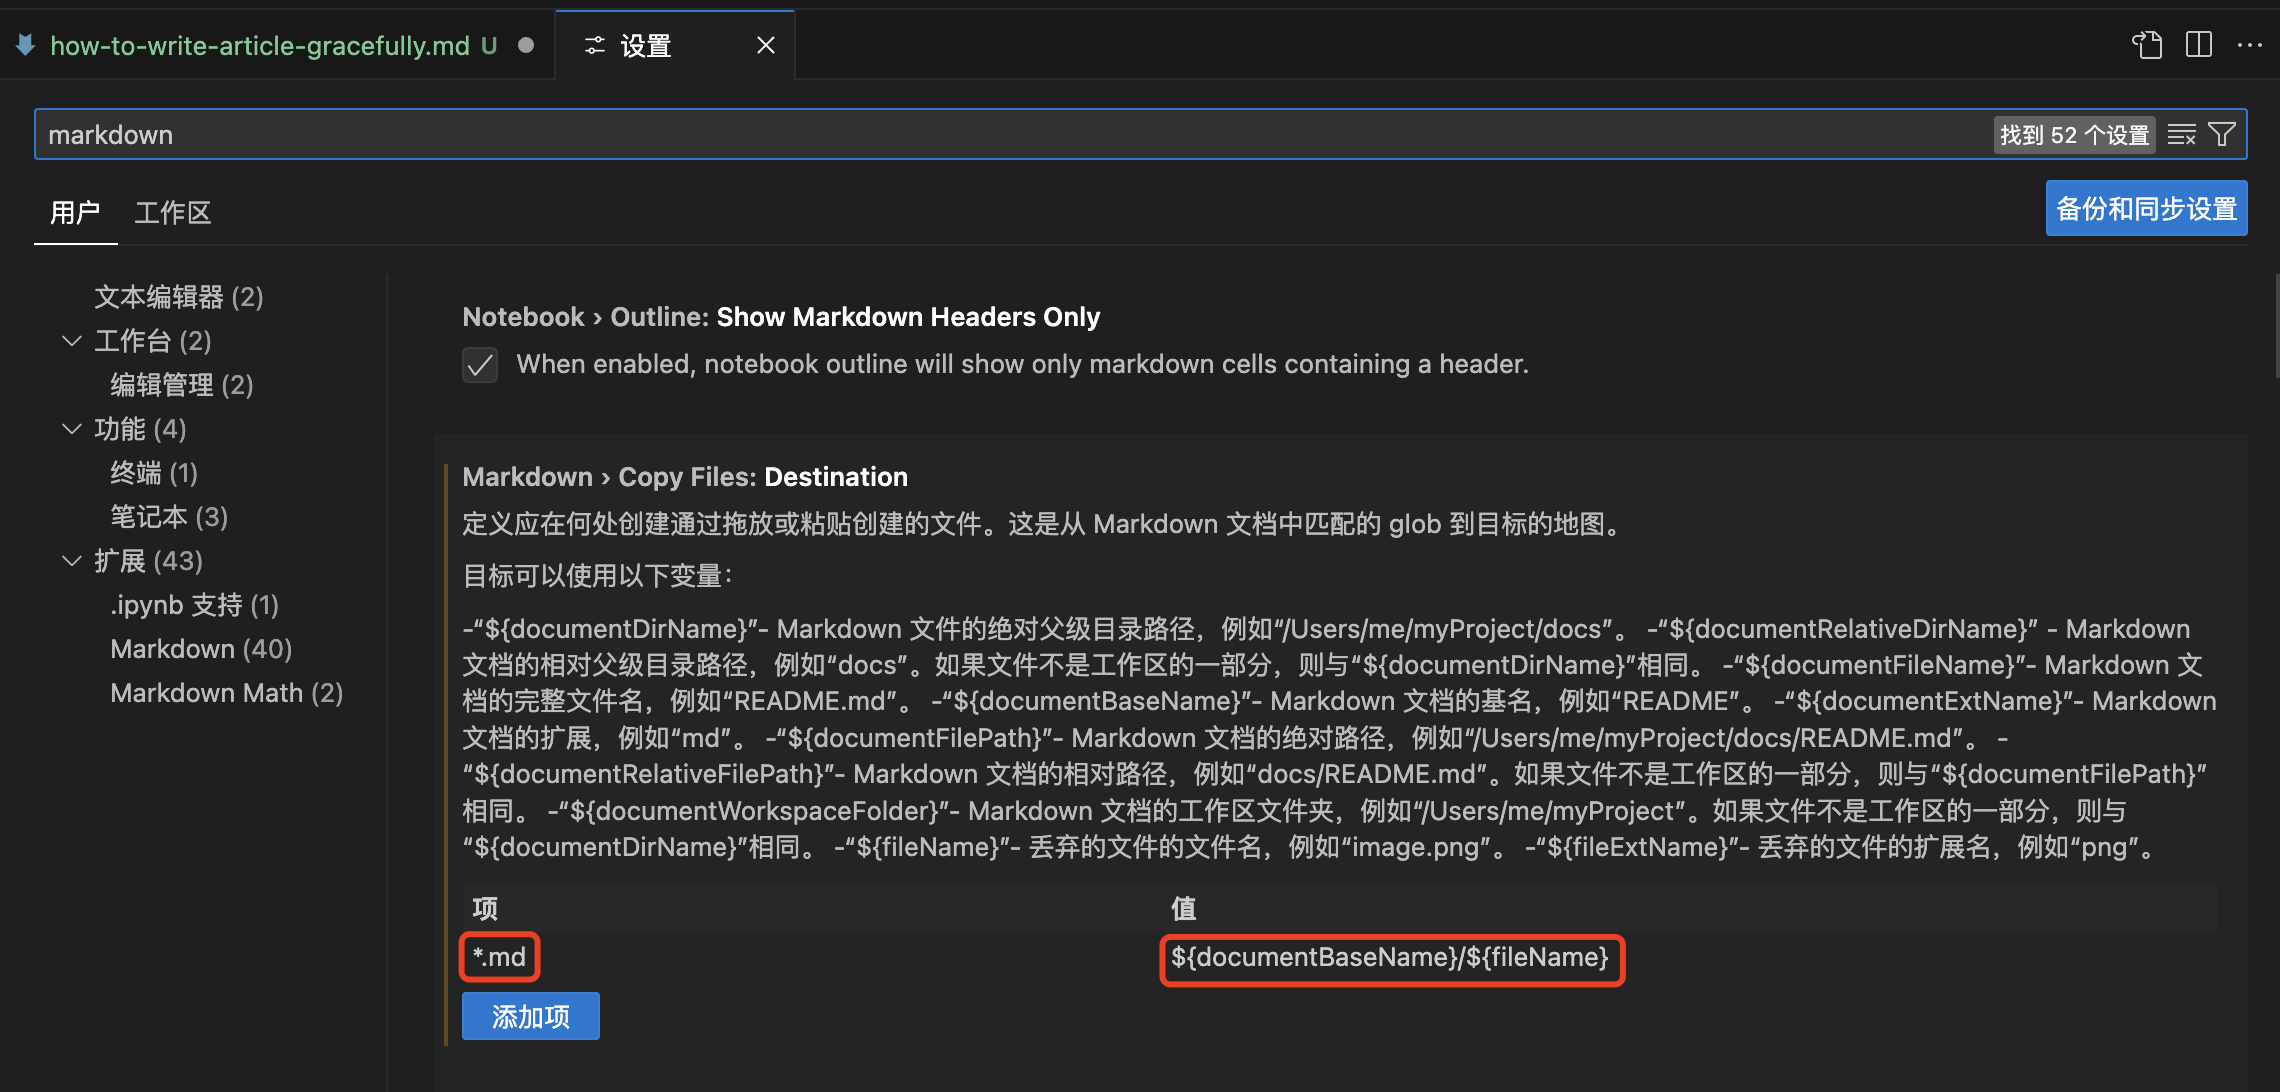 how-to-write-article-gracefully.md U
设置
markdown
找到 52 个设置
用户 工作区
备份和同步设置
文本编辑器 (2)
工作台 (2)
编辑管理 (2)
功能 (4)
终端 (1)
笔记本 (3)
扩展 (43)
.ipynb 支持 (1)
Markdown (40)
Markdown Math (2)
Notebook › Outline: Show Markdown Headers Only
When enabled, notebook outline will show only markdown cells containing a header.
Markdown › Copy Files: Destination
定义应在何处创建通过拖放或粘贴创建的文件。这是从 Markdown 文档中匹配的 glob 到目标的地图。
目标可以使用以下变量：
-“${documentDirName}”- Markdown 文件的绝对父级目录路径，例如“/Users/me/myProject/docs”。 -“${documentRelativeDirName}” - Markdown
文档的相对父级目录路径，例如“docs”。如果文件不是工作区的一部分，则与“${documentDirName}”相同。 -“${documentFileName}”- Markdown 文
档的完整文件名，例如“README.md”。 -“${documentBaseName}”- Markdown 文档的基名，例如“README”。 -“${documentExtName}”- Markdown
文档的扩展，例如“md”。 -“${documentFilePath}”- Markdown 文档的绝对路径，例如“/Users/me/myProject/docs/README.md”。 -
“${documentRelativeFilePath}”- Markdown 文档的相对路径，例如“docs/README.md”。如果文件不是工作区的一部分，则与“${documentFilePath}”
相同。 -“${documentWorkspaceFolder}”- Markdown 文档的工作区文件夹，例如“/Users/me/myProject”。如果文件不是工作区的一部分，则与
“${documentDirName}”相同。 -“${fileName}”- 丢弃的文件的文件名，例如“image.png”。 -“${fileExtName}”- 丢弃的文件的扩展名，例如“png”。
项 值
*.md ${documentBaseName}/${fileName}
添加项